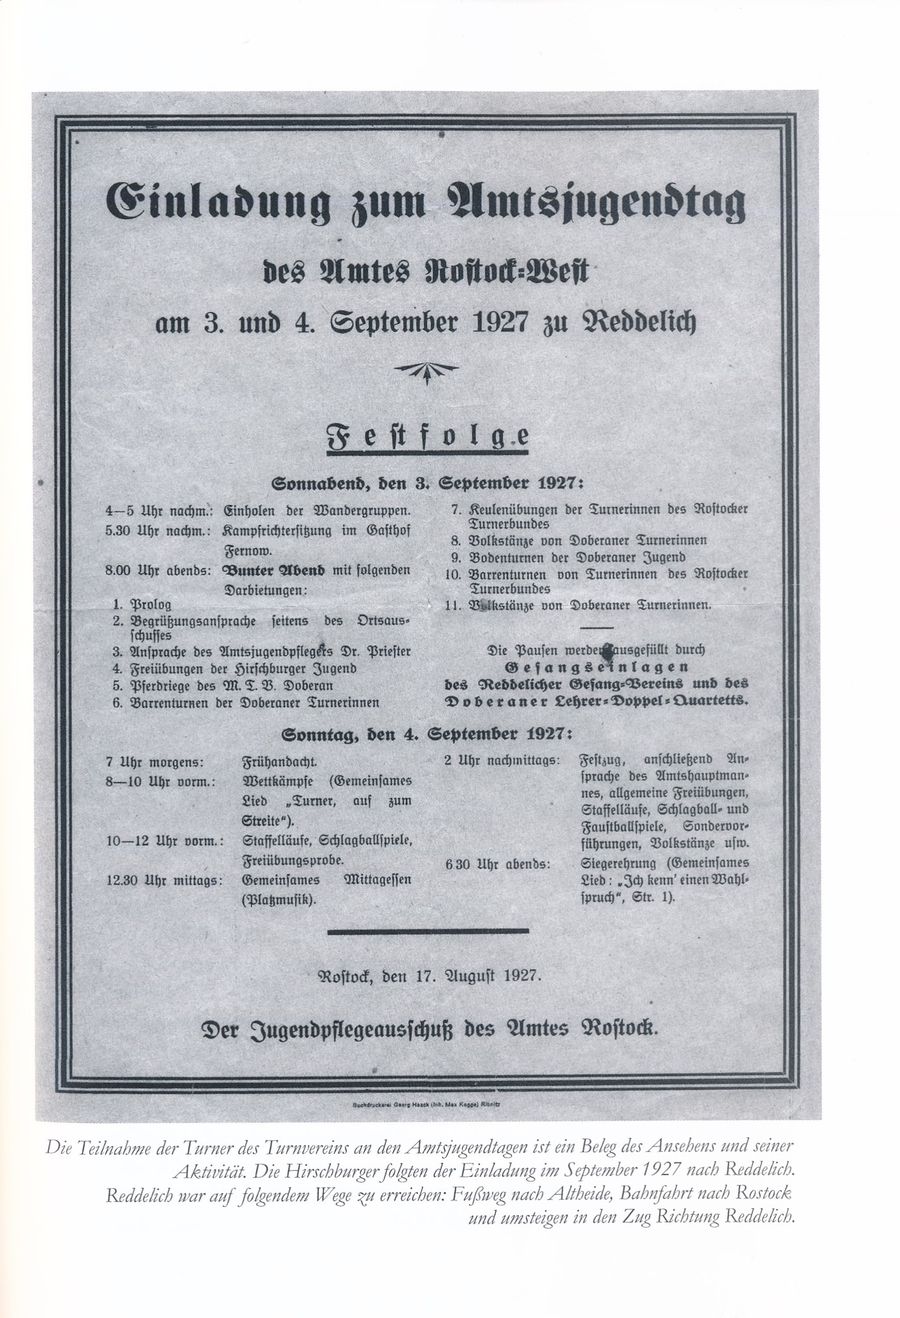 Einladung zum Amtsjugendtag
des Amtes Rostock-West
am 3. und 4. September 1927 zu Reddelich
Festfolge
Sonnabend, den 3. September 1927:
4—5 Uhr nachm.: Einholen der Wandergruppen.
5.30 Uhr nachm.: Kampfrichtersitzung im Gasthof
Fernow.
8.00 Uhr abends: Bunter Abend mit folgenden
Darbietungen:
1. Prolog
2. Begrüßungsansprache seitens des Ortsaus-
schusses
3. Ansprache des Amtsjugendpflegers Dr. Priester
4. Freiübungen der Hirschburger Jugend
5. Pferdriege des M. T. V. Doberan
6. Barrenturnen der Doberaner Turnerinnen
7. Keulenübungen der Turnerinnen des Rostocker
Turnerbundes
8. Volkstänze von Doberaner Turnerinnen
9. Bodenturnen der Doberaner Jugend
10. Barrenturnen von Turnerinnen des Rostocker
Turnerbundes
11. Volkstänze von Doberaner Turnerinnen.
Die Pausen werden ausgefüllt durch
Gesangseinlagen
des Reddelicher Gesang-Vereins und des
Doberaner Lehrer-Doppel-Quartetts.
Sonntag, den 4. September 1927:
7 Uhr morgens: Frühandacht.
8—10 Uhr vorm.: Wettkämpfe (Gemeinsames
Lied „Turner, auf zum
Streite“).
10—12 Uhr vorm.: Staffelläufe, Schlagballspiele,
Freiübungsprobe.
12.30 Uhr mittags: Gemeinsames Mittagessen
(Platzmusik).
2 Uhr nachmittags: Festzug, anschließend An-
sprache des Amtshauptman-
nes, allgemeine Freiübungen,
Staffelläufe, Schlagball- und
Faustballspiele, Sondervor-
führungen, Volkstänze usw.
6 30 Uhr abends: Siegerehrung (Gemeinsames
Lied: „Ich kenn' einen Wahl-
spruch“, Str. 1).
Rostock, den 17. August 1927.
Der Jugendpflegeausschuß des Amtes Rostock.
Buchdruckerei Georg Haack (Inh. Max Kogge) Ribnitz
Die Teilnahme der Turner des Turnvereins an den Amtsjugendtagen ist ein Beleg des Ansehens und seiner
Aktivität. Die Hirschburger folgten der Einladung im September 1927 nach Reddelich.
Reddelich war auf folgendem Wege zu erreichen: Fußweg nach Altheide, Bahnfahrt nach Rostock
und umsteigen in den Zug Richtung Reddelich.